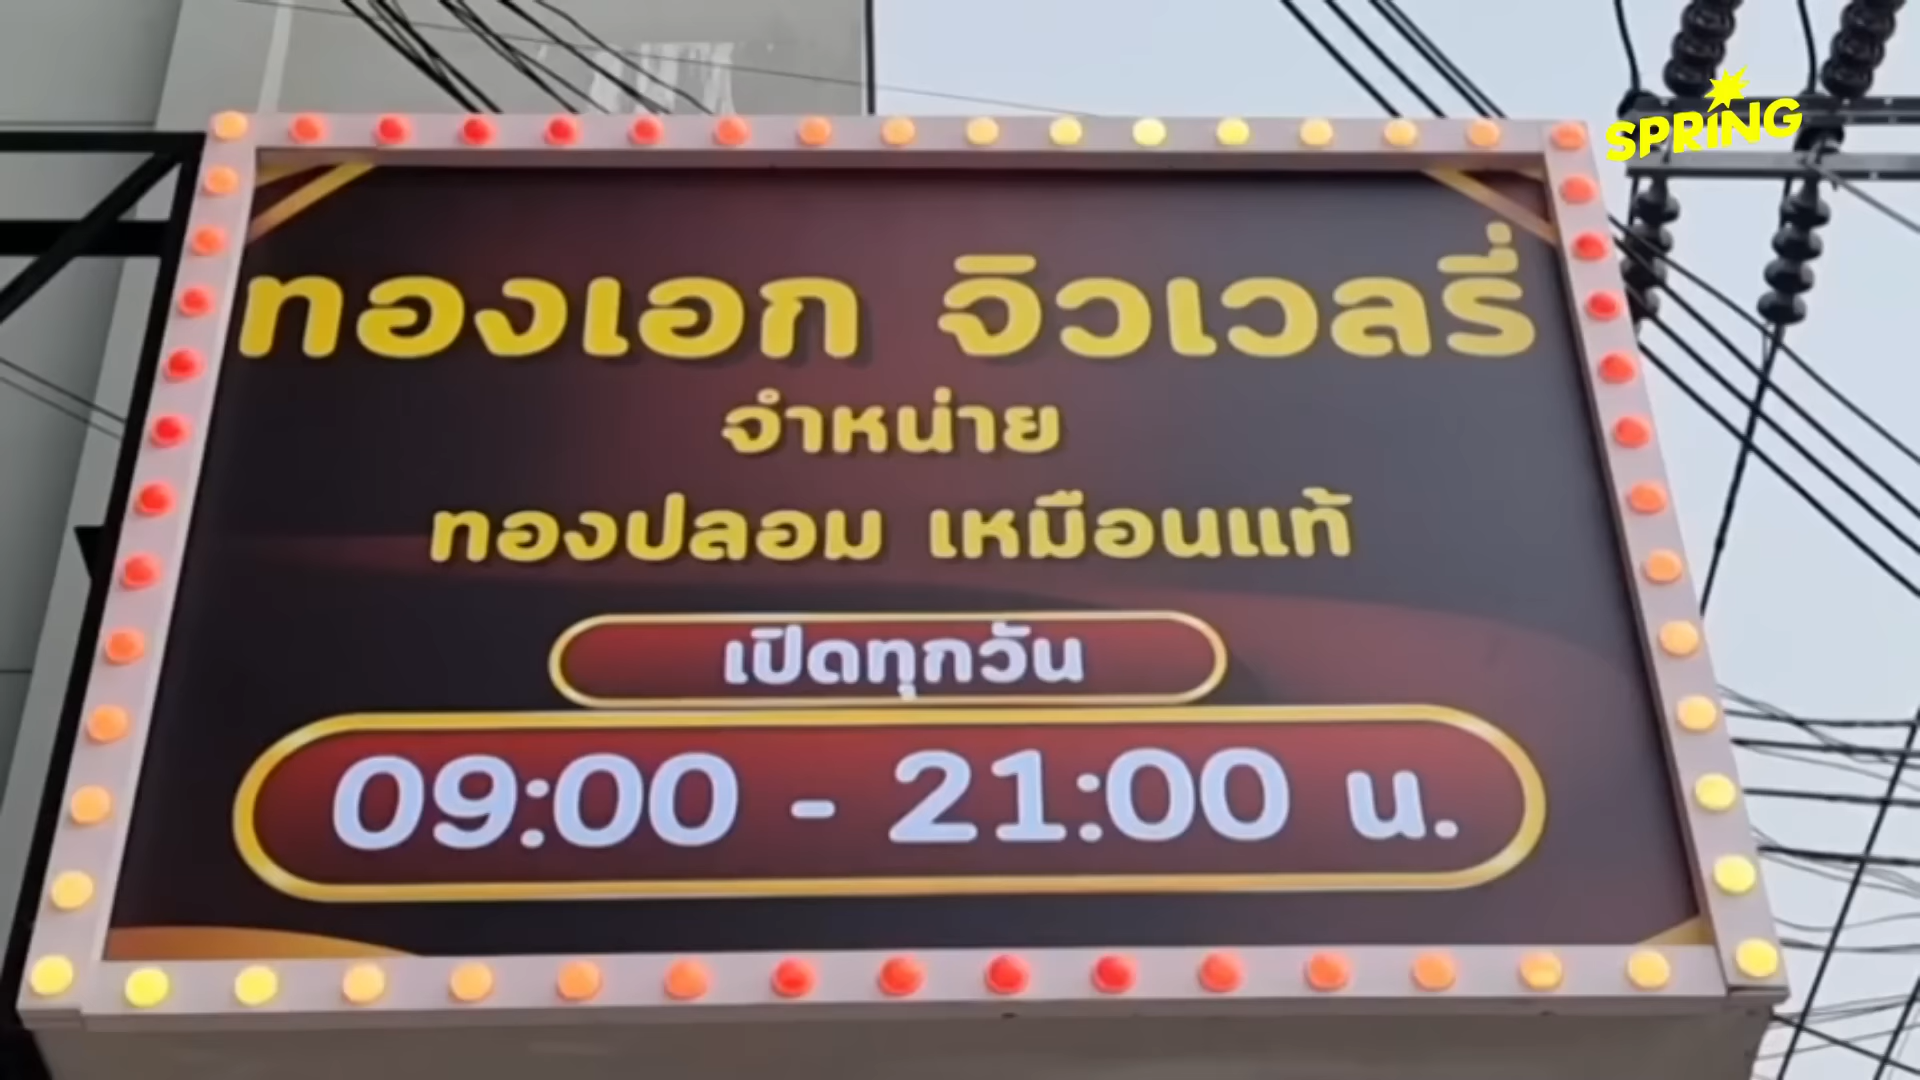 SPRiNG
ทองเอก จิวเวลรี่
จำหน่าย
ทองปลอม เหมือนแท้
เปิดทุกวัน
09:00 - 21:00 น.